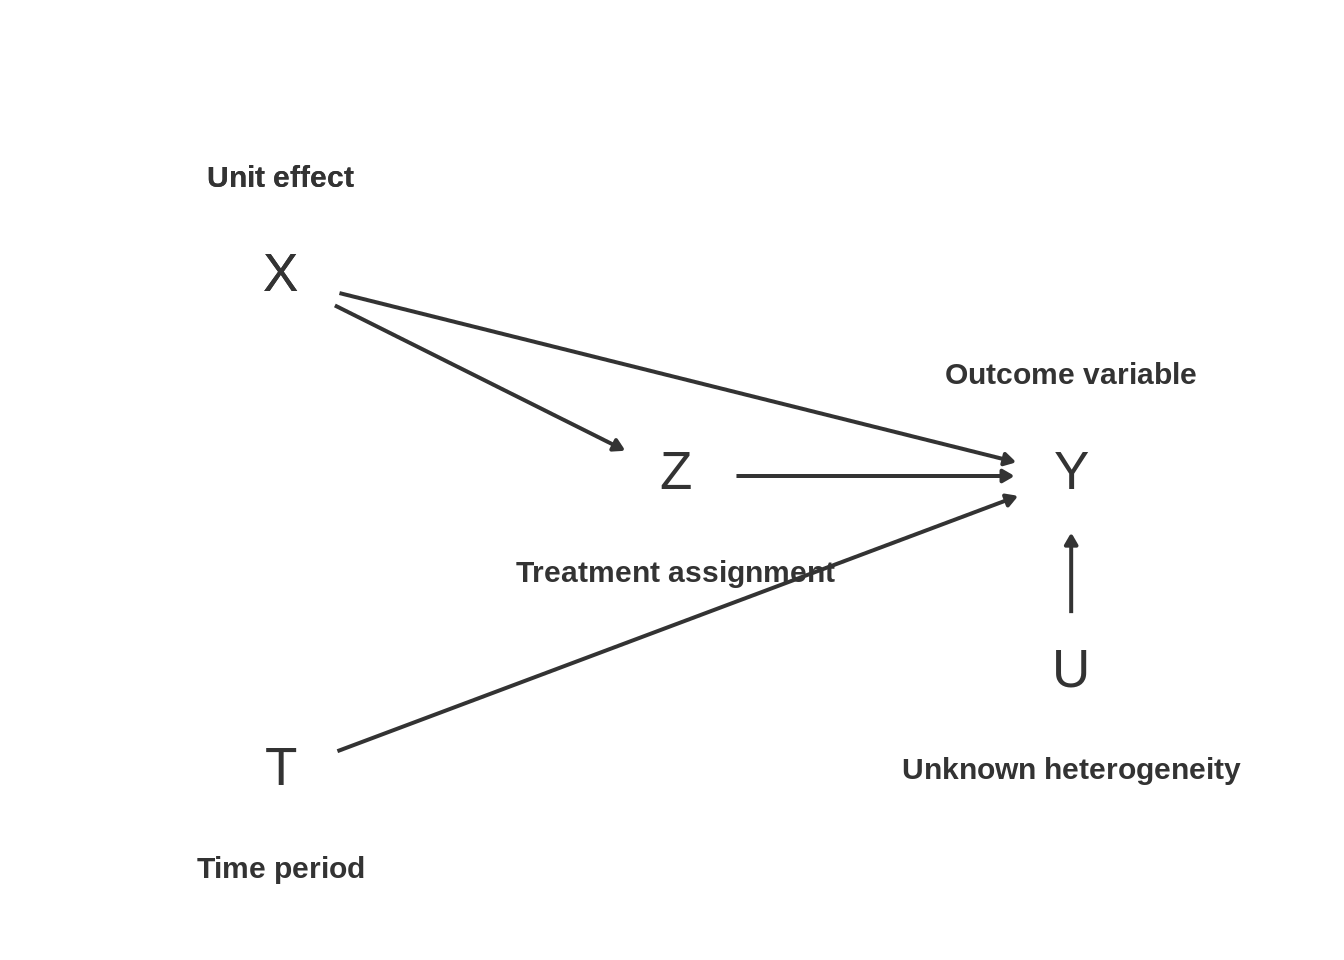 Unit effect
X
Outcome variable
Z
Y
Treatment assignment
U
T
Unknown heterogeneity
Time period